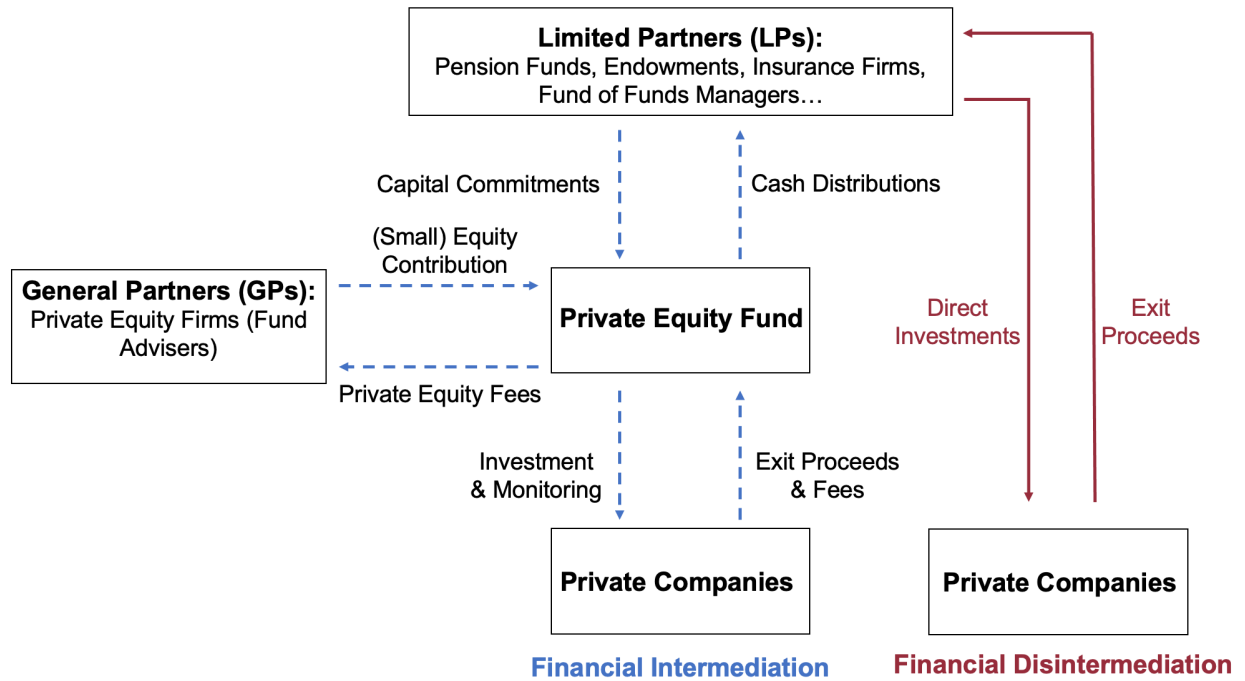 Limited Partners (LPs):
Pension Funds, Endowments, Insurance Firms,
Fund of Funds Managers…
Capital Commitments
Cash Distributions
(Small) Equity
Contribution
General Partners (GPs):
Private Equity Firms (Fund
Advisers)
Private Equity Fund
Direct
Investments
Exit
Proceeds
Private Equity Fees
Investment
& Monitoring
Exit Proceeds
& Fees
Private Companies
Private Companies
Financial Intermediation
Financial Disintermediation